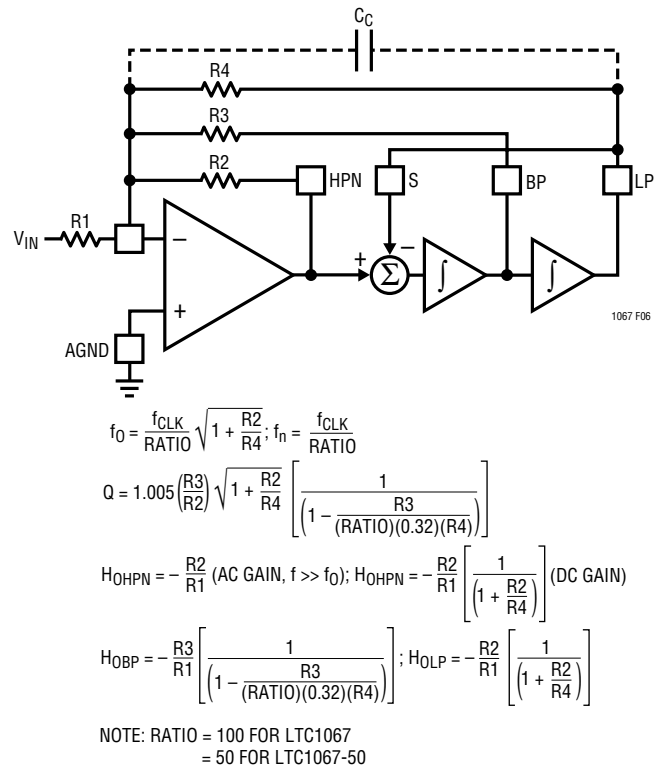 C_C
R4
R3
R2
HPN
S
BP
LP
R1
V_IN
−
+
+
−
Σ
∫
∫
AGND
1067 F06
f_O = f_CLK/RATIO √(1 + R2/R4); f_n = f_CLK/RATIO
Q = 1.005(R3/R2) √(1 + R2/R4) [1/(1 − R3/((RATIO)(0.32)(R4)))]
H_OHPN = − R2/R1 (AC GAIN, f >> f_O); H_OHPN = − R2/R1 [1/(1 + R2/R4)] (DC GAIN)
H_OBP = − R3/R1 [1/(1 − R3/((RATIO)(0.32)(R4)))] ; H_OLP = − R2/R1 [1/(1 + R2/R4)]
NOTE: RATIO = 100 FOR LTC1067
= 50 FOR LTC1067-50